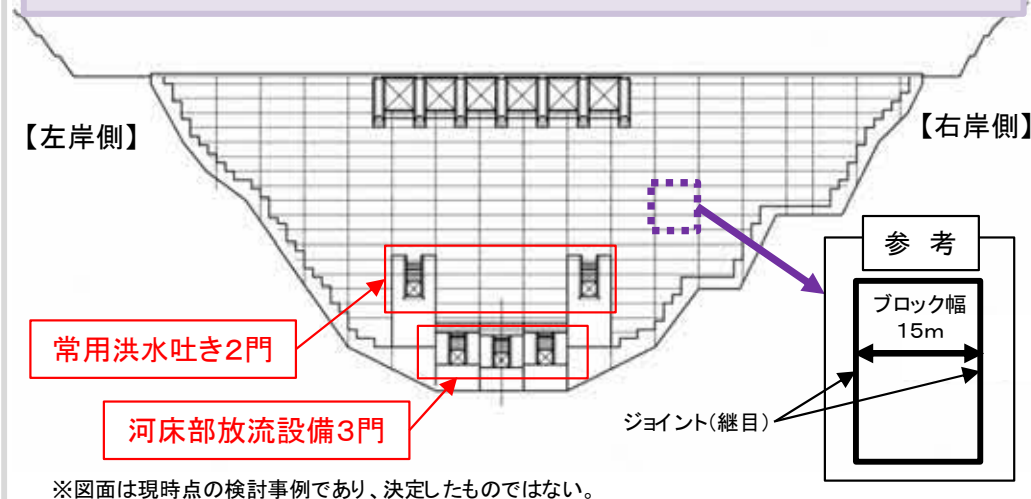 【左岸側】
【右岸側】
参 考
ブロック幅
15m
常用洪水吐き2門
河床部放流設備3門
ジョイント(継目)
※図面は現時点の検討事例であり、決定したものではない。